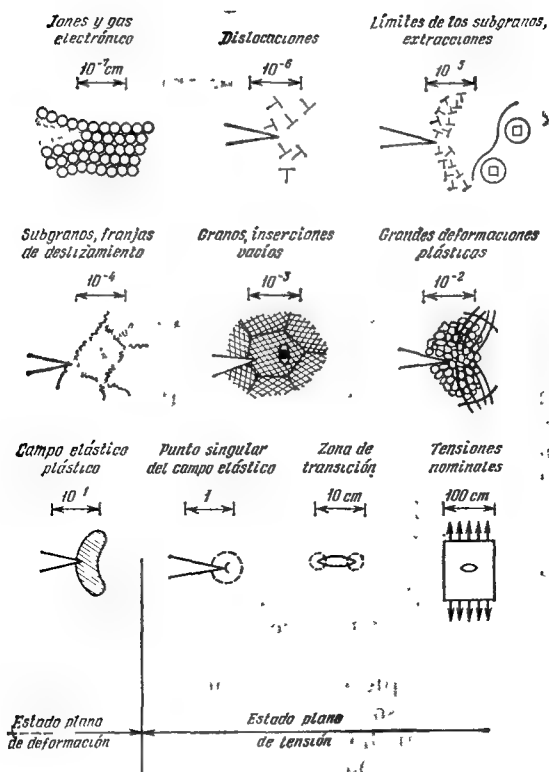 Iones y gas
electrónico
10⁻⁷cm
Dislocaciones
10⁻⁶
Límites de los subgranos,
extracciones
10⁻⁵
Subgranos, franjas
de deslizamiento
10⁻⁴
Granos, inserciones
vacíos
10⁻³
Grandes deformaciones
plásticas
10⁻²
Campo elástico
plástico
10⁻¹
Punto singular
del campo elástico
1
Zona de
transición
10 cm
Tensiones
nominales
100 cm
Estado plano
de deformación
Estado plano
de tensión